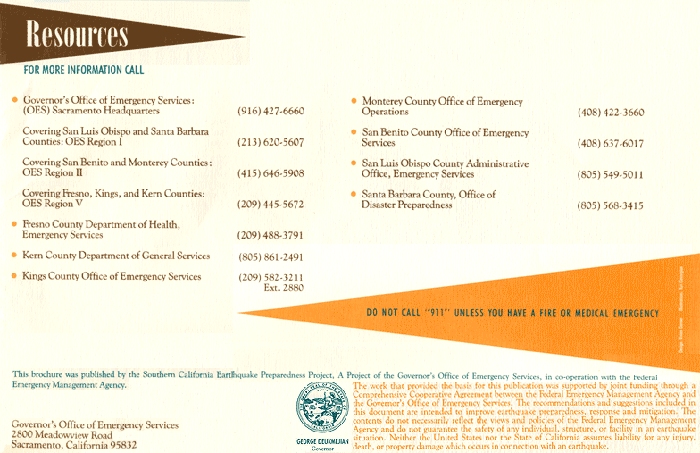 Resources
FOR MORE INFORMATION CALL
Governor's Office of Emergency Services:
(OES) Sacramento Headquarters (916) 427-6660
Covering San Luis Obispo and Santa Barbara
Counties: OES Region I (213) 620-5607
Covering San Benito and Monterey Counties:
OES Region II (415) 646-5908
Covering Fresno, Kings, and Kern Counties:
OES Region V (209) 445-5672
Fresno County Department of Health,
Emergency Services (209) 488-3791
Kern County Department of General Services (805) 861-2491
Kings County Office of Emergency Services (209) 582-3211
Ext. 2880
Monterey County Office of Emergency
Operations (408) 422-3660
San Benito County Office of Emergency
Services (408) 637-6017
San Luis Obispo County Administrative
Office, Emergency Services (805) 549-5011
Santa Barbara County, Office of
Disaster Preparedness (805) 568-3415
DO NOT CALL "911" UNLESS YOU HAVE A FIRE OR MEDICAL EMERGENCY
This brochure was published by the Southern California Earthquake Preparedness Project, A Project of the Governor's Office of Emergency Services, in co-operation with the Federal
Emergency Management Agency.
The work that provided the basis for this publication was supported by joint funding through a
Comprehensive Cooperative Agreement between the Federal Emergency Management Agency and
the Governor's Office of Emergency Services. The recommendations and suggestions included in
this document are intended to improve earthquake preparedness, response and mitigation. The
contents do not necessarily reflect the views and policies of the Federal Emergency Management
Agency and do not guarantee the safety of any individual, structure, or facility in an earthquake
situation. Neither the United States nor the State of California assumes liability for any injury,
death, or property damage which occurs in connection with an earthquake.
GEORGE DEUKMEJIAN
Governor
Governor's Office of Emergency Services
2800 Meadowview Road
Sacramento, California 95832